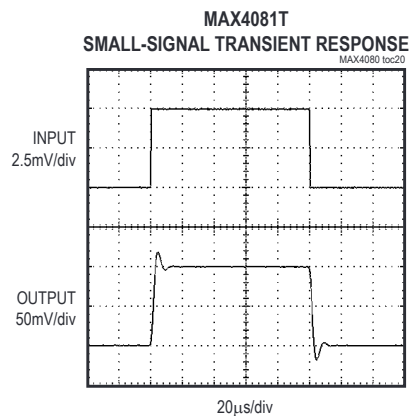 MAX4081T
SMALL-SIGNAL TRANSIENT RESPONSE
MAX4080 toc20
INPUT
2.5mV/div
OUTPUT
50mV/div
20μs/div